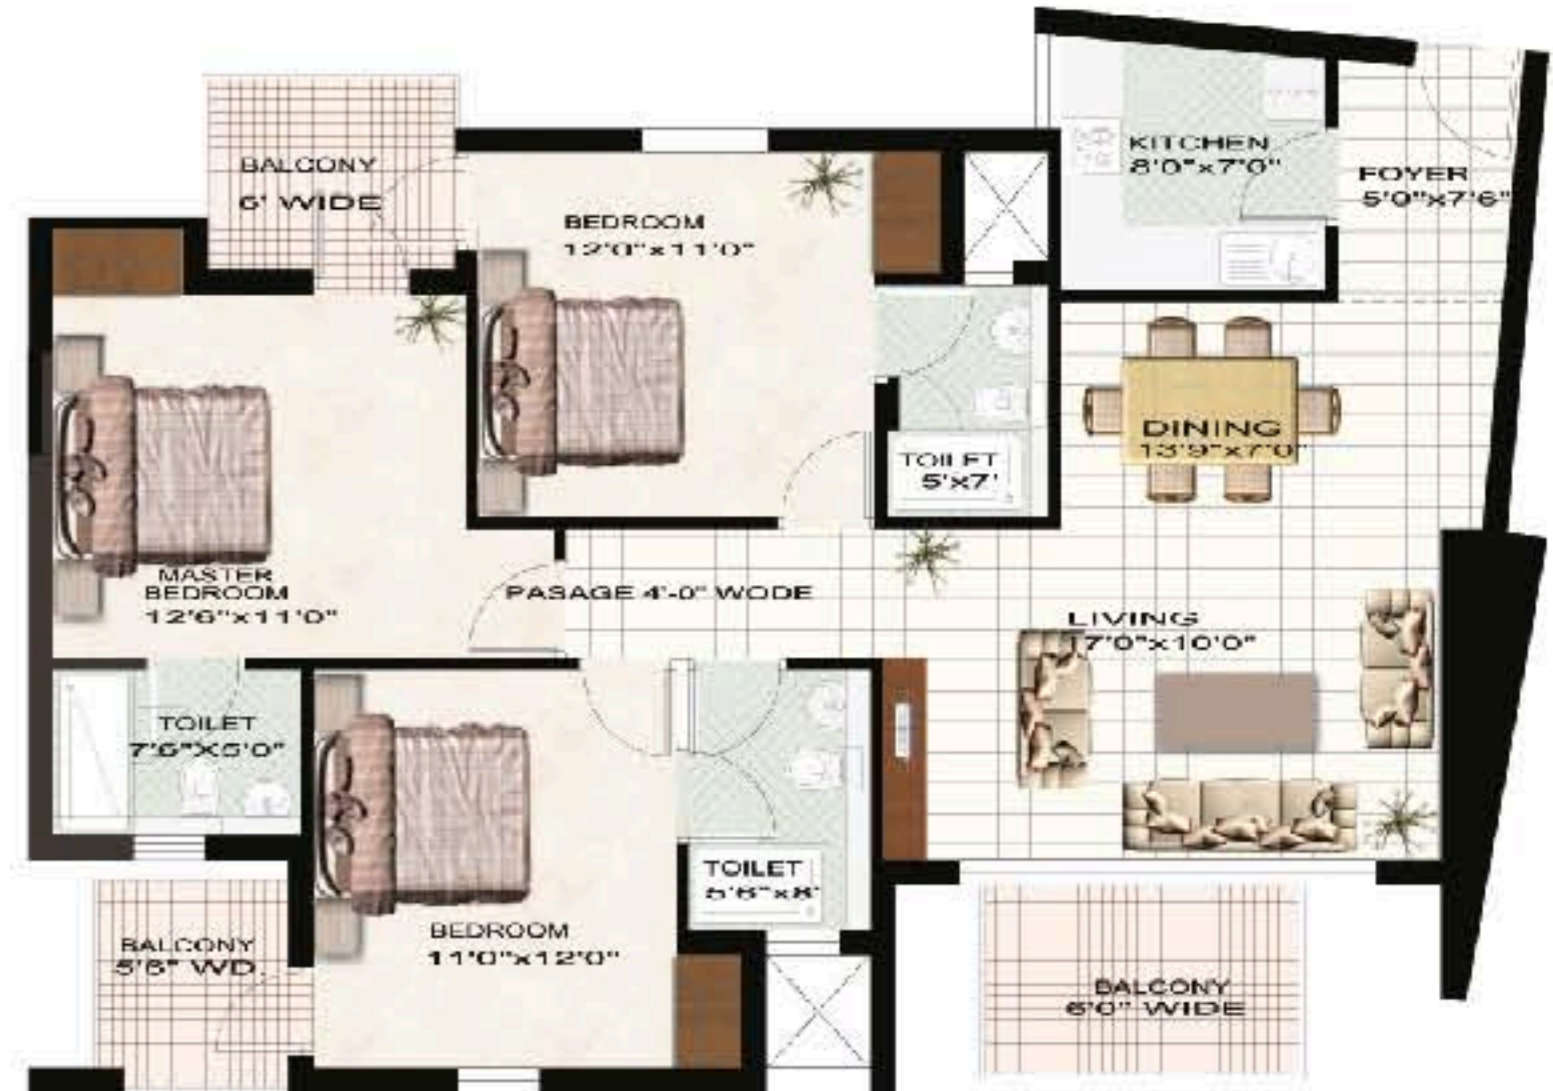 BALCONY
6' WIDE
BEDROOM
12'0"x11'0"
KITCHEN
8'0"x7'0"
FOYER
5'0"x7'6"
DINING
13'9"x7'0"
TOILET
5'x7'
MASTER
BEDROOM
12'6"x11'0"
PASAGE 4'-0" WODE
LIVING
17'0"x10'0"
TOILET
7'6"X5'0"
TOILET
5'6"x8'
BEDROOM
11'0"x12'0"
BALCONY
5'6" WD.
BALCONY
6'0" WIDE